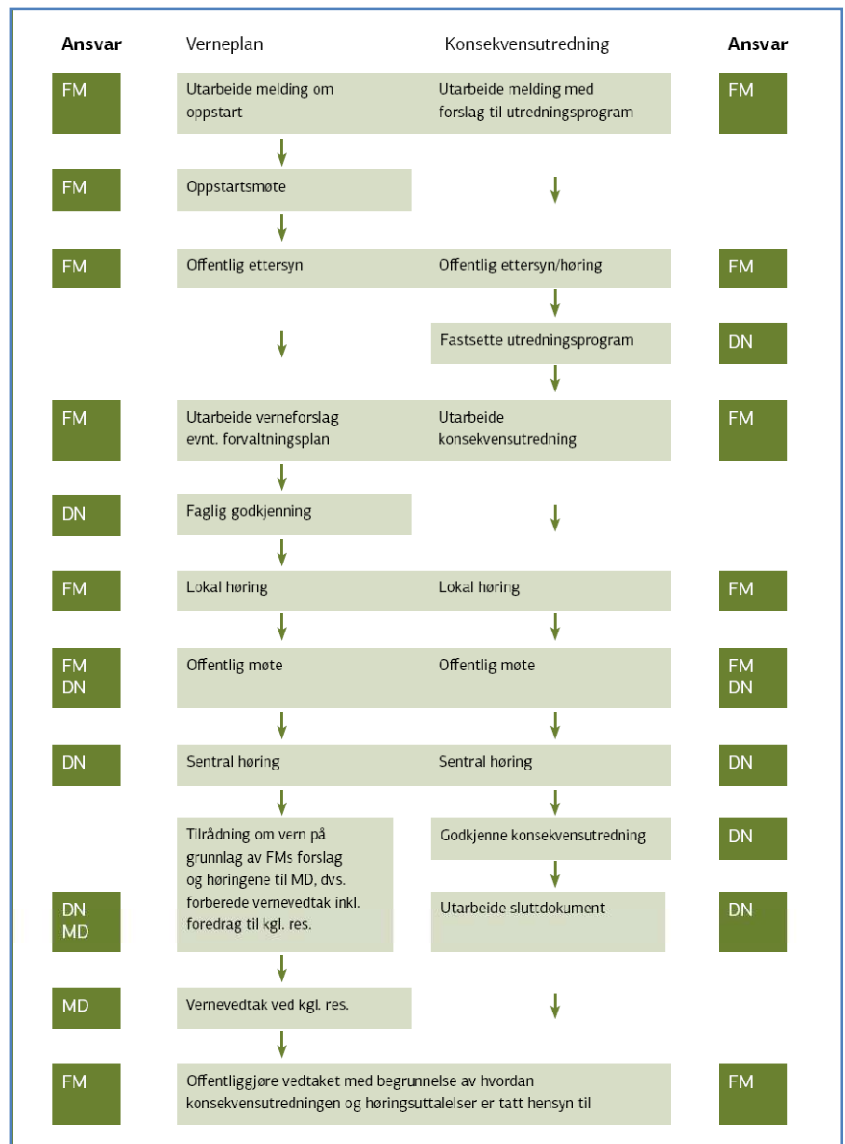 Ansvar Verneplan Konsekvensutredning Ansvar
FM Utarbeide melding om Utarbeide melding med FM
oppstart forslag til utredningsprogram
FM Oppstartsmøte
FM Offentlig ettersyn Offentlig ettersyn/høring FM
Fastsette utredningsprogram DN
FM Utarbeide verneforslag Utarbeide FM
evnt. forvaltningsplan konsekvensutredning
DN Faglig godkjenning
FM Lokal høring Lokal høring FM
FM Offentlig møte Offentlig møte FM
DN DN
DN Sentral høring Sentral høring DN
Tilrådning om vern på Godkjenne konsekvensutredning DN
grunnlag av FMs forslag
og høringene til MD, dvs.
forberede vernevedtak inkl.
DN foredrag til kgl. res. Utarbeide sluttdokument DN
MD
MD Vernevedtak ved kgl. res.
FM Offentliggjøre vedtaket med begrunnelse av hvordan FM
konsekvensutredningen og høringsuttalelser er tatt hensyn til